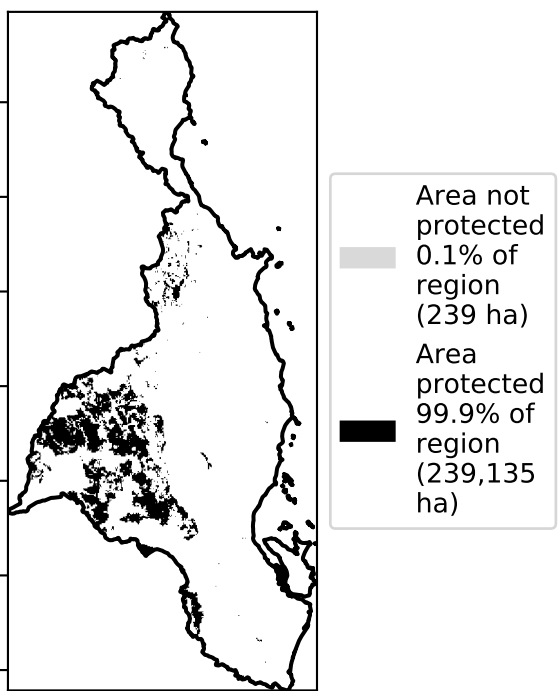 Area not
protected
0.1% of
region
(239 ha)
Area
protected
99.9% of
region
(239,135
ha)